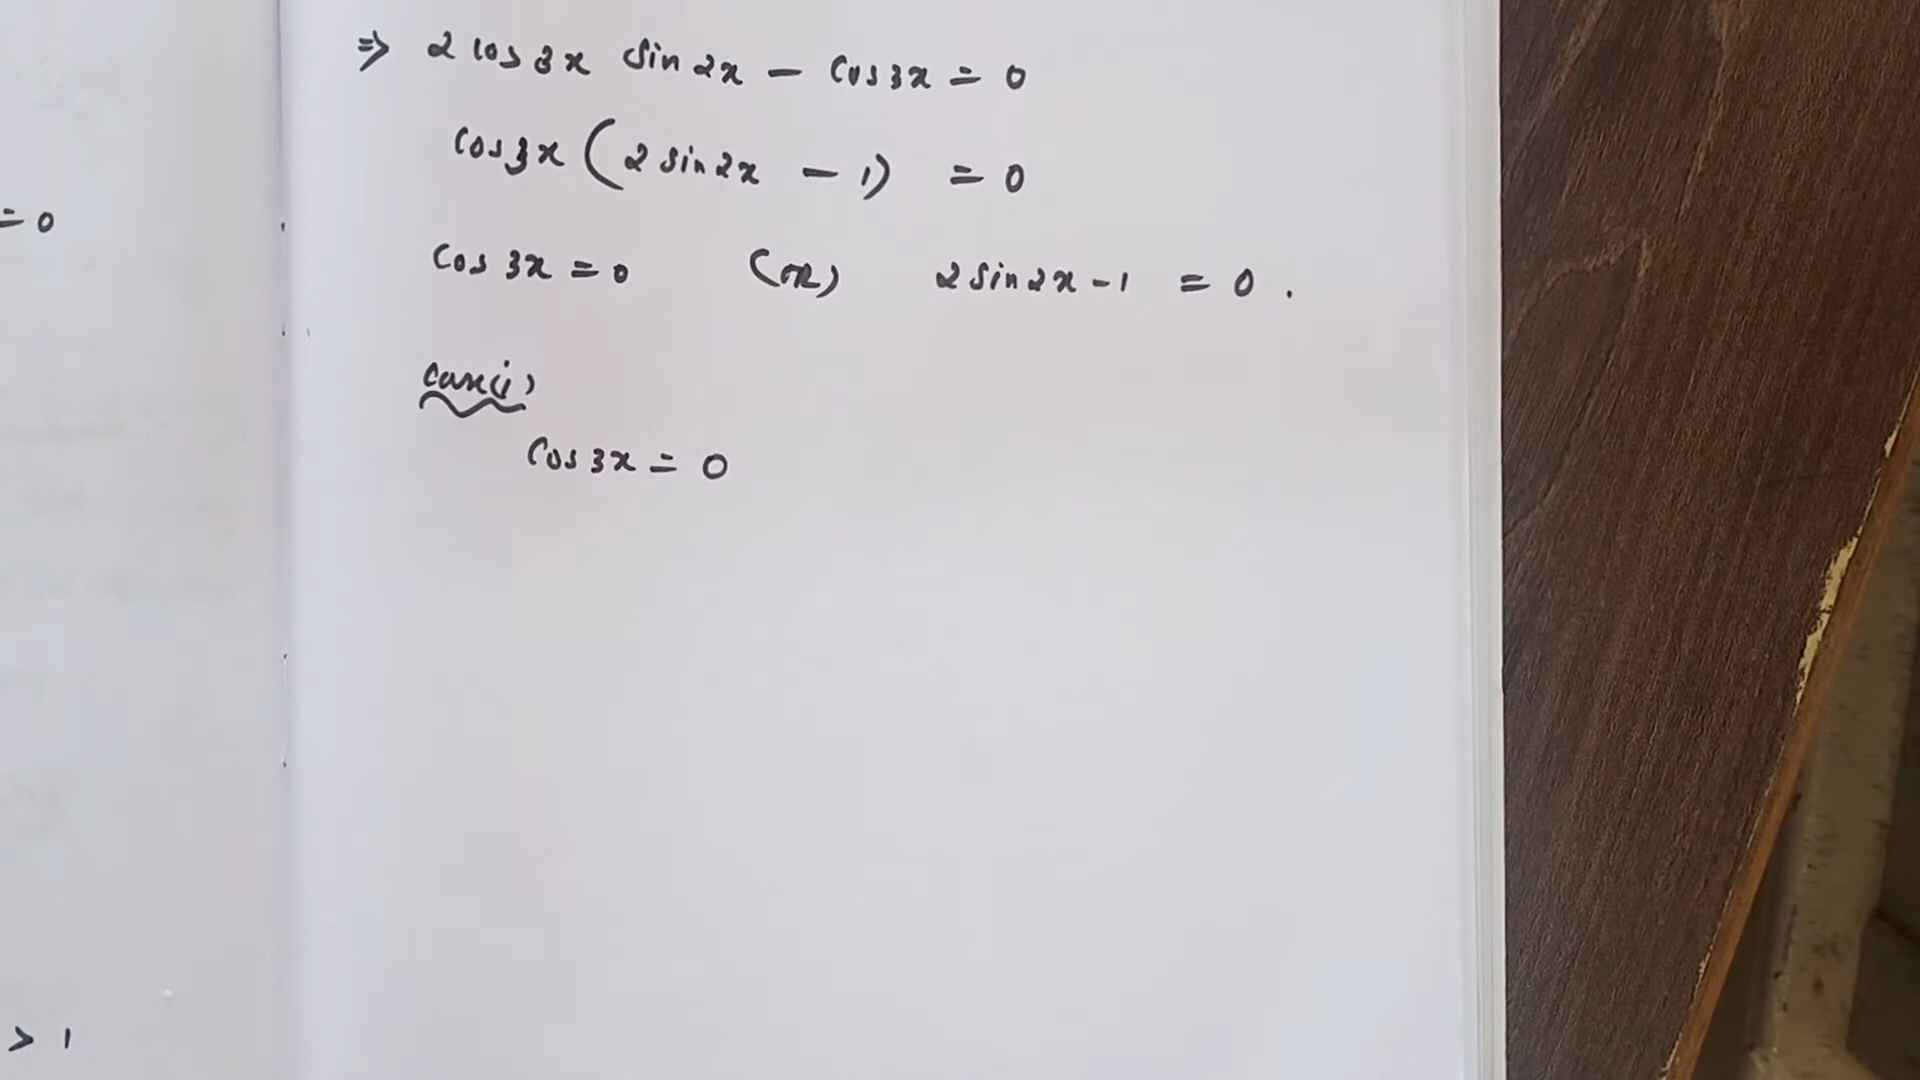 = 0
> 1
⇒ 2 cos 3x sin 2x - cos 3x = 0
cos 3x (2 sin 2x - 1) = 0
cos 3x = 0 (or) 2 sin 2x - 1 = 0 .
case (i)
cos 3x = 0